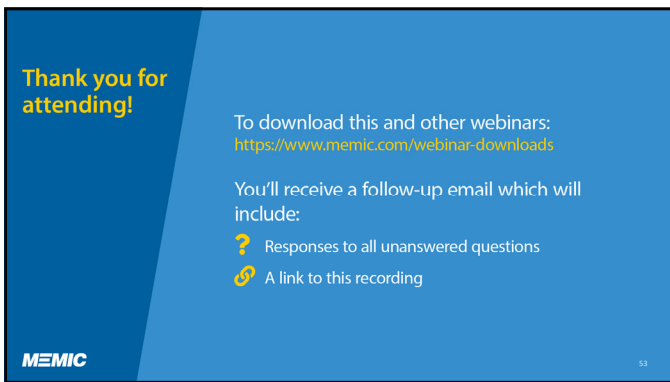 Thank you for
attending!
To download this and other webinars:
https://www.memic.com/webinar-downloads
You'll receive a follow-up email which will
include:
? Responses to all unanswered questions
A link to this recording
MEMIC
53